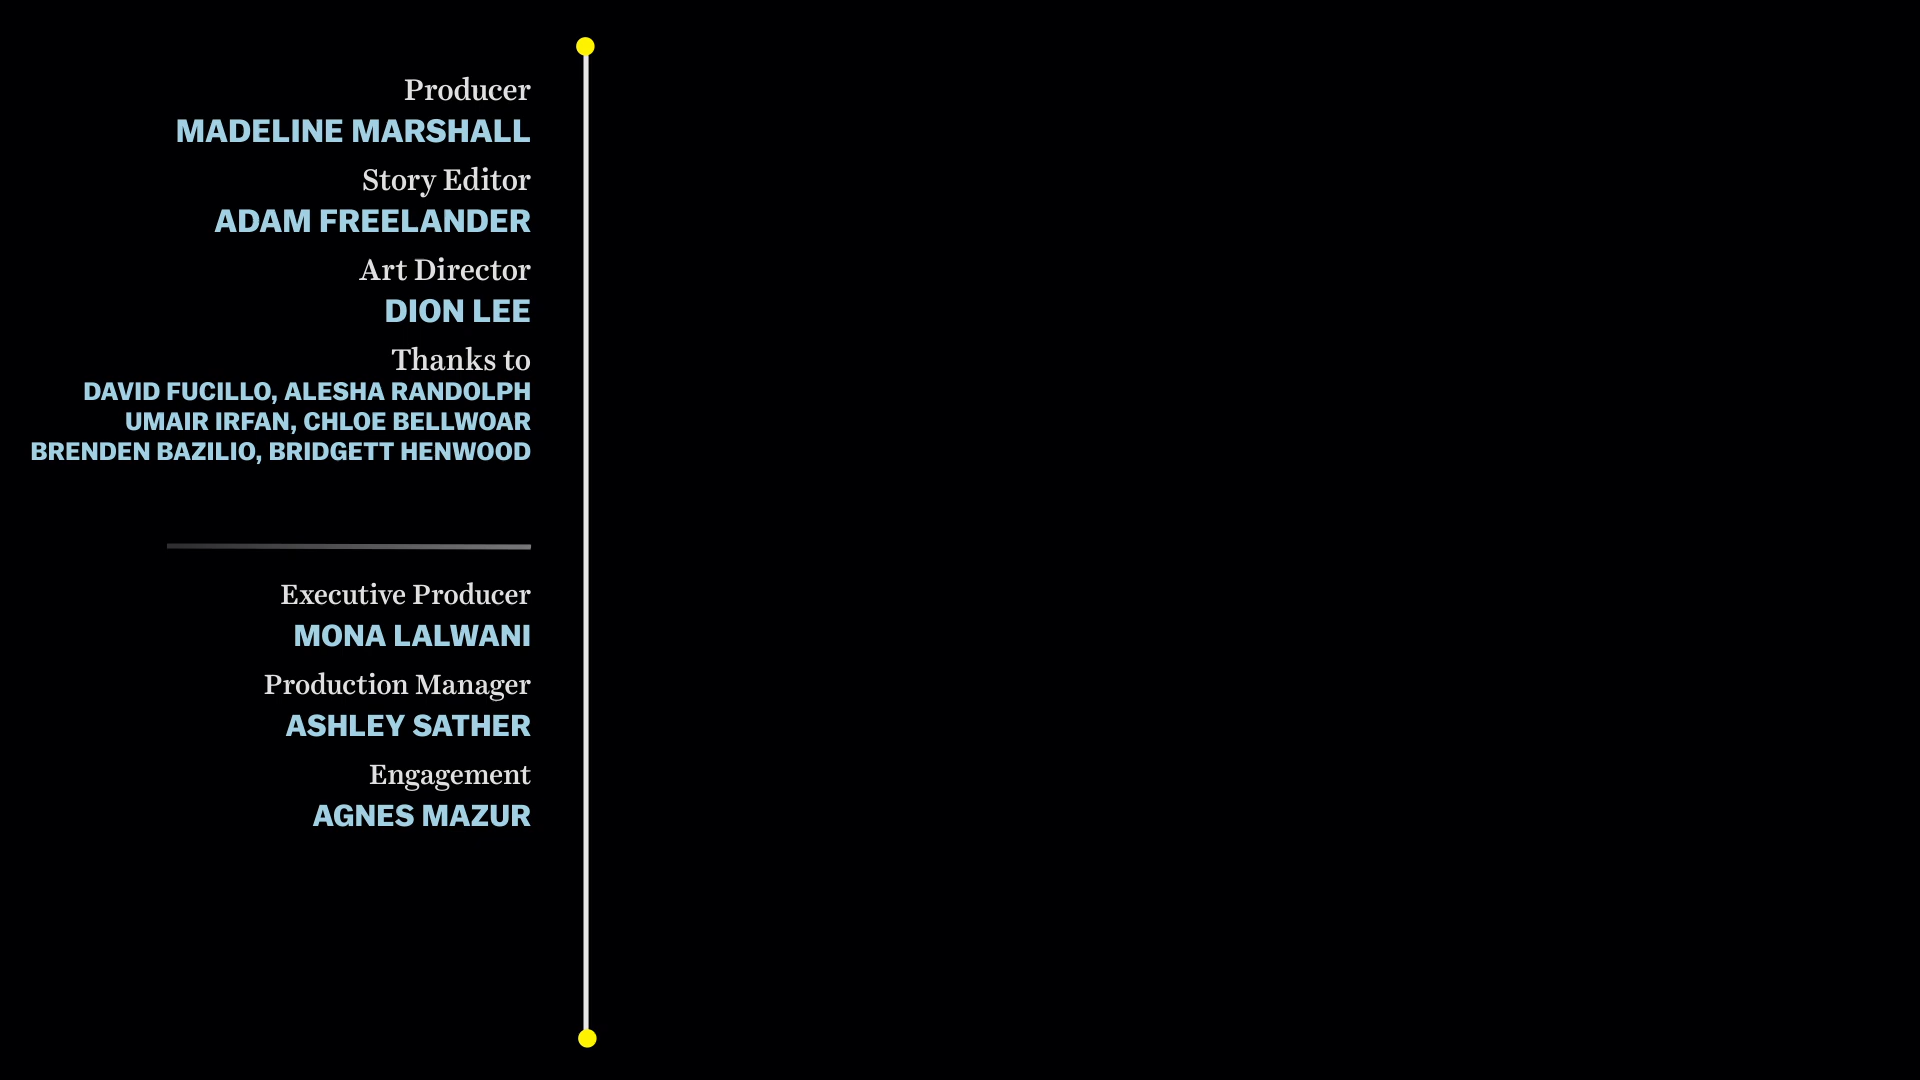 Producer
MADELINE MARSHALL
Story Editor
ADAM FREELANDER
Art Director
DION LEE
Thanks to
DAVID FUCILLO, ALESHA RANDOLPH
UMAIR IRFAN, CHLOE BELLWOAR
BRENDEN BAZILIO, BRIDGETT HENWOOD
Executive Producer
MONA LALWANI
Production Manager
ASHLEY SATHER
Engagement
AGNES MAZUR